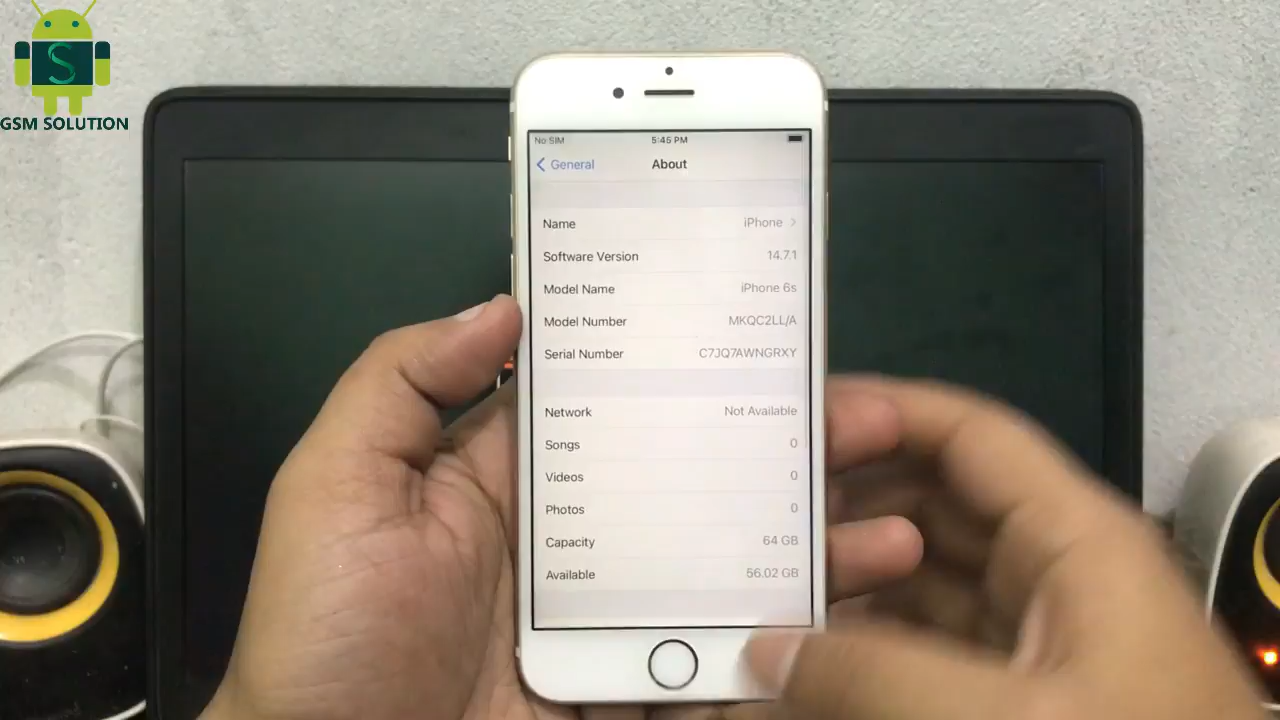 S
GSM SOLUTION
No SIM 5:45 PM
General About
Name iPhone
Software Version 14.7.1
Model Name iPhone 6s
Model Number MKQC2LL/A
Serial Number C7JQ7AWNGRXY
Network Not Available
Songs 0
Videos 0
Photos 0
Capacity 64 GB
Available 56.02 GB